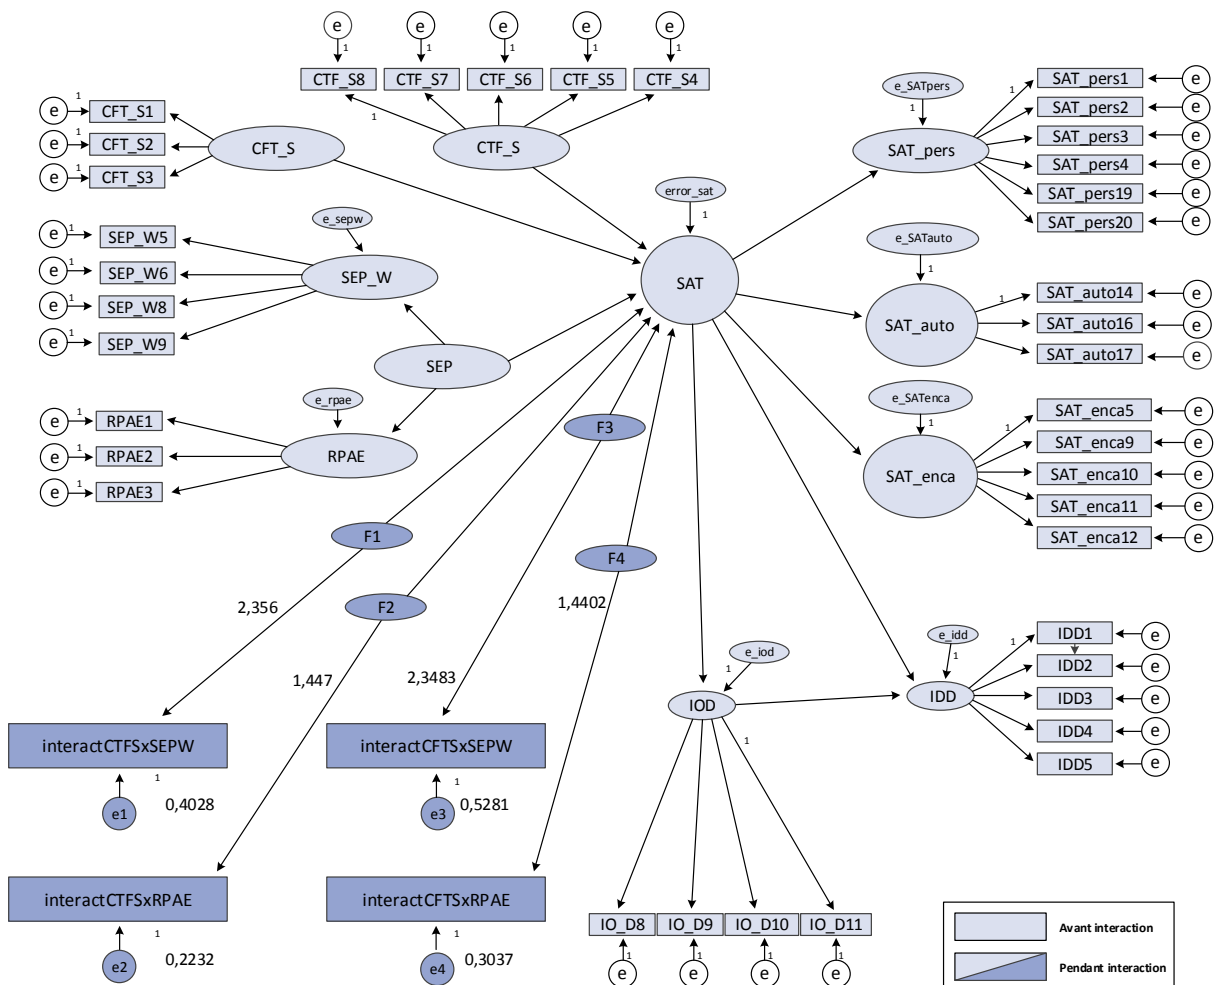 e e e e e
1 1 1 1 1
CTF_S8 CTF_S7 CTF_S6 CTF_S5 CTF_S4
1
CTF_S
e 1 CFT_S1
e 1 CFT_S2
e 1 CFT_S3
CFT_S
e_SATpers
1
SAT_pers
1
SAT_pers1 e
SAT_pers2 e
SAT_pers3 e
SAT_pers4 e
SAT_pers19 e
SAT_pers20 e
error_sat
1
SAT
e_sepw
e 1 SEP_W5
e 1 SEP_W6
e 1 SEP_W8
e 1 SEP_W9
SEP_W
SEP
e_SATauto
1
SAT_auto
1
SAT_auto14 e
SAT_auto16 e
SAT_auto17 e
e_rpae
e 1 RPAE1
e 1 RPAE2
e 1 RPAE3
RPAE
e_SATenca
1
SAT_enca
1
SAT_enca5 e
SAT_enca9 e
SAT_enca10 e
SAT_enca11 e
SAT_enca12 e
F3
F1
F4
F2
2,356
1,4402
1,447
2,3483
e_iod
1
IOD
1
e_idd
1
IDD
1
IDD1 e
IDD2 e
IDD3 e
IDD4 e
IDD5 e
interactCTFSxSEPW
1
e1 0,4028
interactCFTSxSEPW
1
e3 0,5281
interactCTFSxRPAE
1
e2 0,2232
interactCFTSxRPAE
1
e4 0,3037
IO_D8 IO_D9 IO_D10 IO_D11
1 1 1 1
e e e e
Avant interaction
Pendant interaction